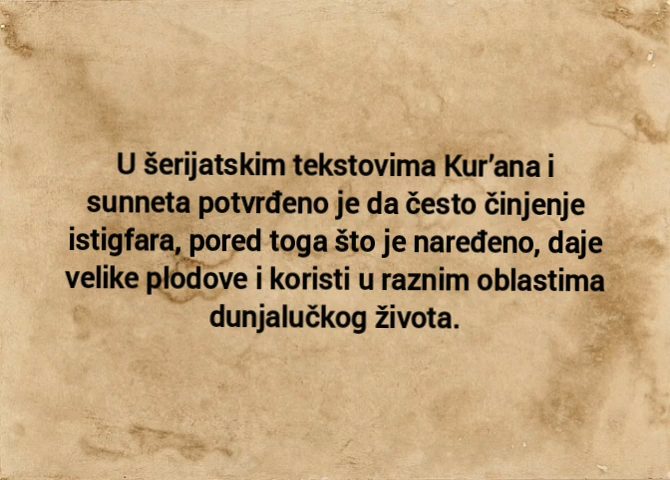 U šerijatskim tekstovima Kur’ana i
sunneta potvrđeno je da često činjenje
istigfara, pored toga što je naređeno, daje
velike plodove i koristi u raznim oblastima
dunjalučkog života.